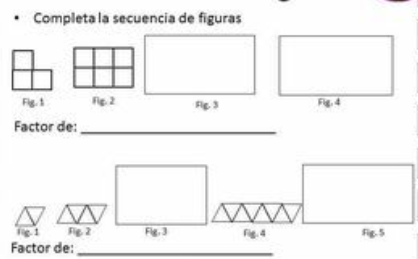 • Completa la secuencia de figuras
Fig. 1 Fig. 2 Fig. 3 Fig. 4
Factor de:
Fig. 1 Fig. 2 Fig. 3 Fig. 4 Fig. 5
Factor de: